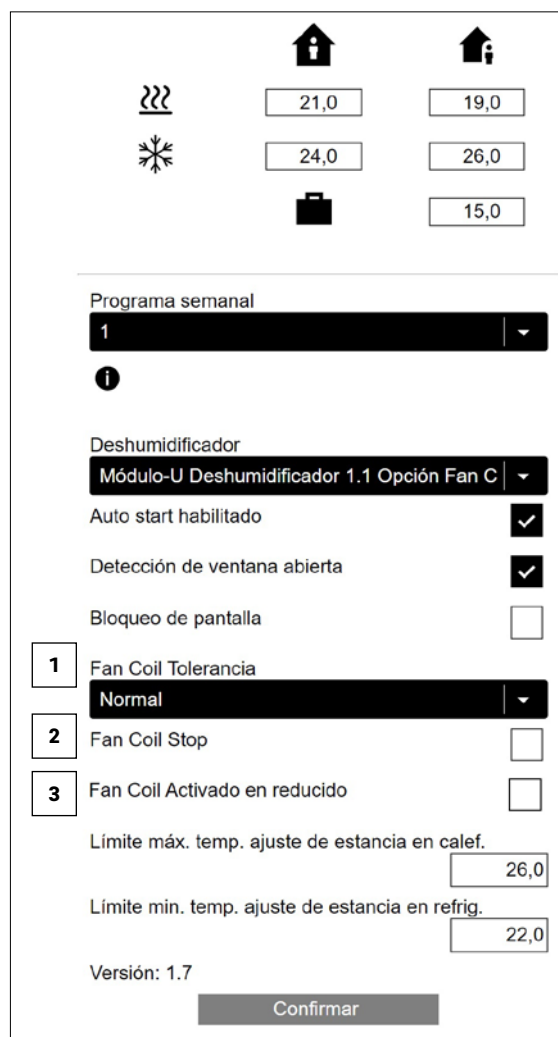 21,0 19,0
24,0 26,0
15,0
Programa semanal
1
Deshumidificador
Módulo-U Deshumidificador 1.1 Opción Fan C
Auto start habilitado
Detección de ventana abierta
Bloqueo de pantalla
1 Fan Coil Tolerancia
Normal
2 Fan Coil Stop
3 Fan Coil Activado en reducido
Límite máx. temp. ajuste de estancia en calef.
26,0
Límite min. temp. ajuste de estancia en refrig.
22,0
Versión: 1.7
Confirmar